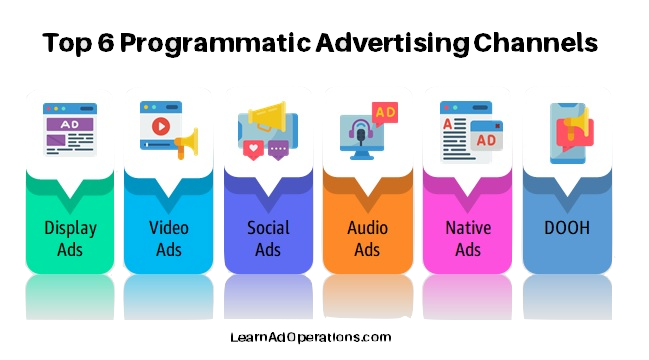 Top 6 Programmatic Advertising Channels
AD
AD
A
AD
Display
Ads
Video
Ads
Social
Ads
Audio
Ads
Native
Ads
DOOH
LearnAdOperations.com